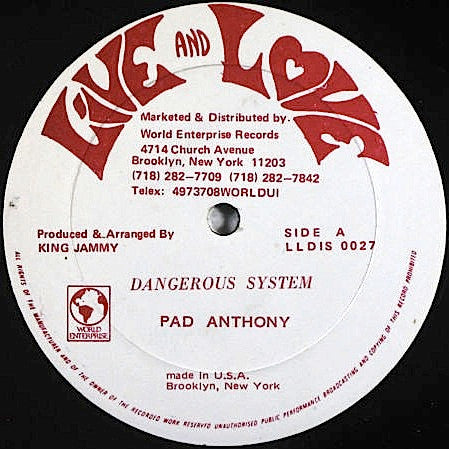 LIVE AND LOVE
Marketed & Distributed by.
World Enterprise Records
4714 Church Avenue
Brooklyn, New York 11203
(718) 282-7709 (718) 282-7842
Telex: 4973708WORLDUI
Produced & Arranged By
KING JAMMY
SIDE A
LLDIS 0027
DANGEROUS SYSTEM
PAD ANTHONY
WORLD
ENTERPRISE
made in U.S.A.
Brooklyn, New York
ALL RIGHTS OF THE MANUFACTURER AND OF THE OWNER OF THE RECORDED WORK RESERVED UNAUTHORISED PUBLIC PERFORMANCE BROADCASTING AND COPYING OF THIS RECORD PROHIBITED